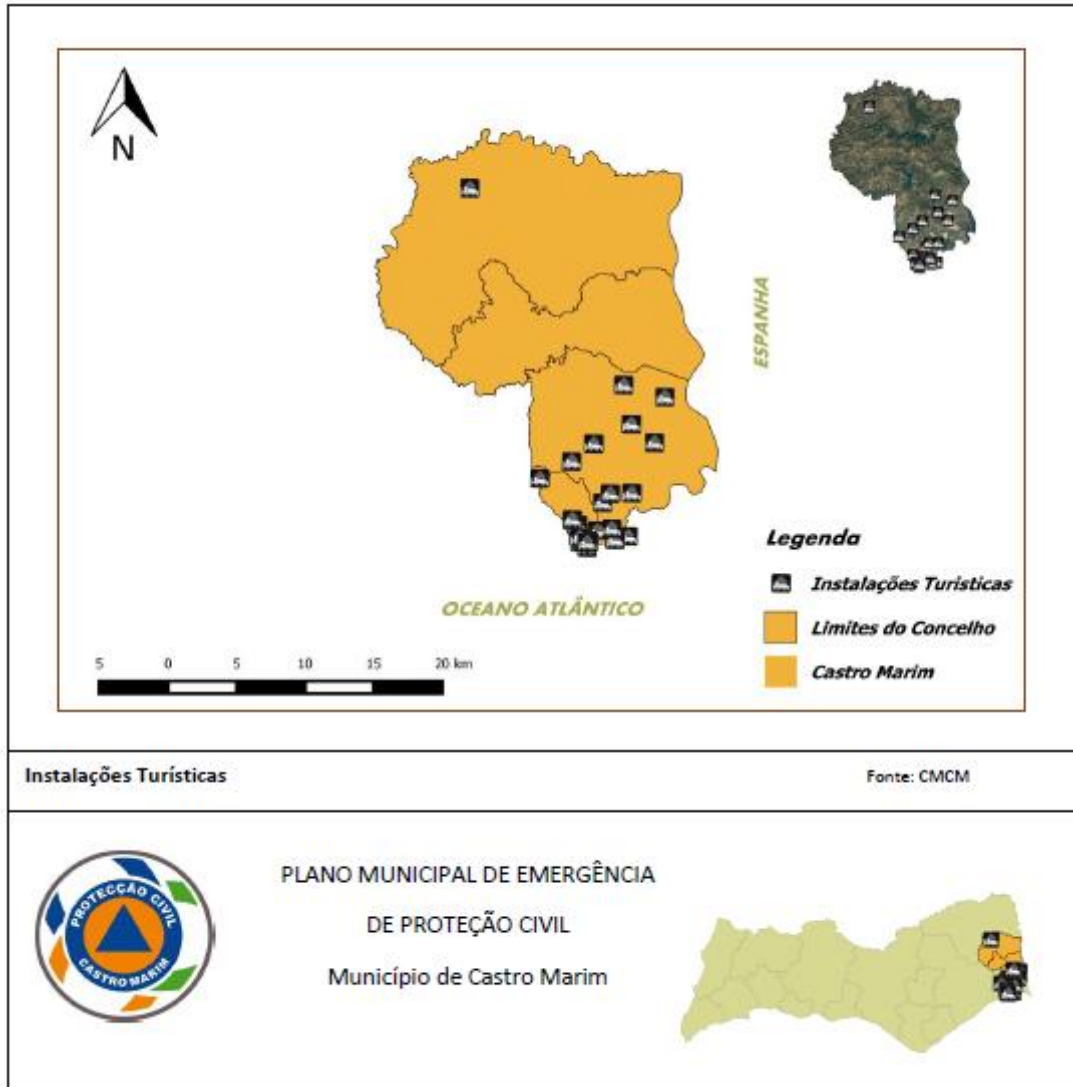 N
ESPANHA
OCEANO ATLÂNTICO
Legenda
Instalações Turisticas
Limites do Concelho
Castro Marim
5 0 5 10 15 20 km
Instalações Turísticas
Fonte: CMCM
PROTECÇÃO CIVIL
CASTRO MARIM
PLANO MUNICIPAL DE EMERGÊNCIA
DE PROTEÇÃO CIVIL
Município de Castro Marim